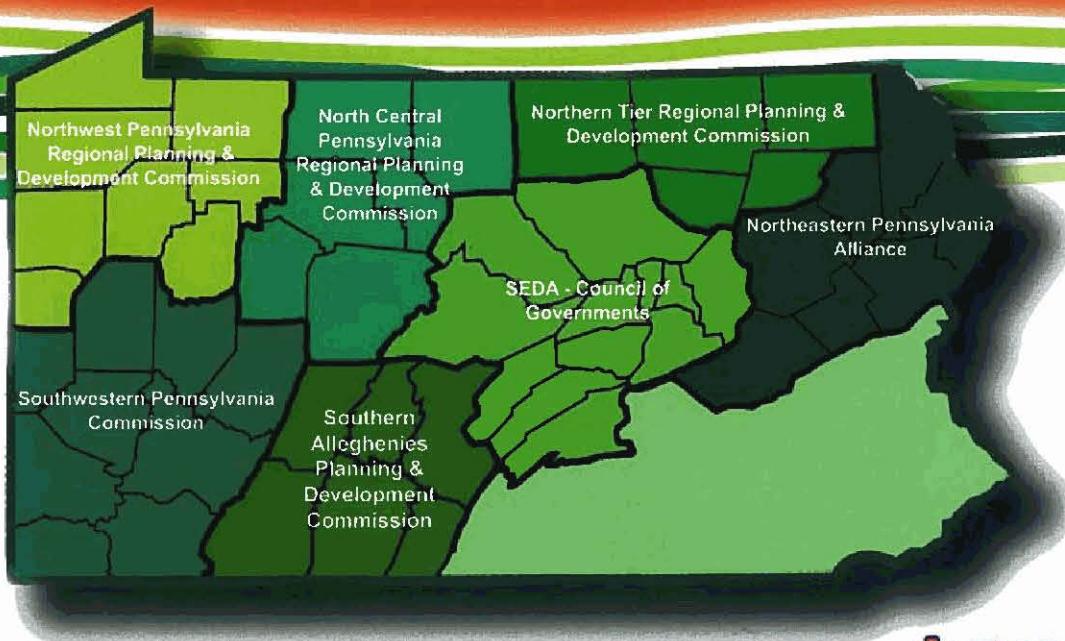 Northwest Pennsylvania
Regional Planning &
Development Commission
North Central
Pennsylvania
Regional Planning
& Development
Commission
Northern Tier Regional Planning &
Development Commission
Northeastern Pennsylvania
Alliance
SEDA - Council of
Governments
Southwestern Pennsylvania
Commission
Southern
Alleghenies
Planning &
Development
Commission